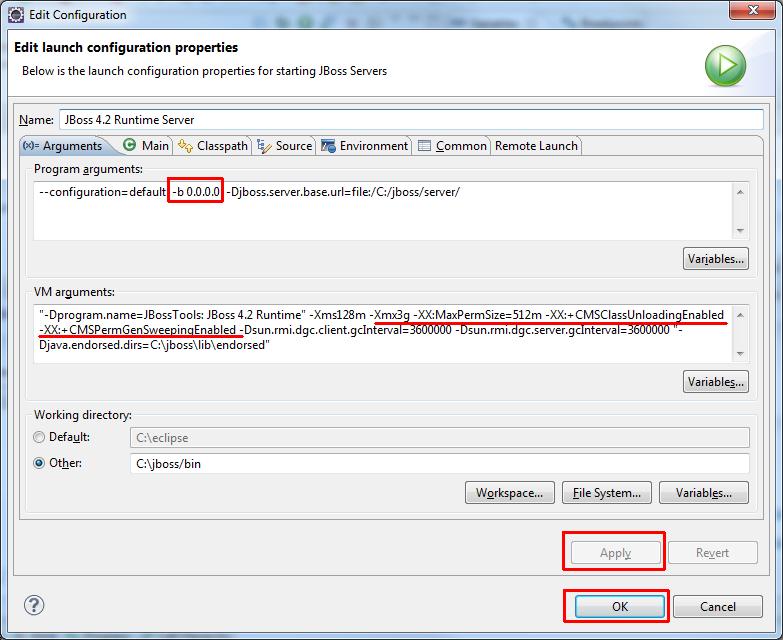 Edit Configuration
Edit launch configuration properties
Below is the launch configuration properties for starting JBoss Servers
Name: JBoss 4.2 Runtime Server
(x)= Arguments Main Classpath Source Environment Common Remote Launch
Program arguments:
--configuration=default -b 0.0.0.0 -Djboss.server.base.url=file:/C:/jboss/server/
Variables...
VM arguments:
"-Dprogram.name=JBossTools: JBoss 4.2 Runtime" -Xms128m -Xmx3g -XX:MaxPermSize=512m -XX:+CMSClassUnloadingEnabled
-XX:+CMSPermGenSweepingEnabled -Dsun.rmi.dgc.client.gcInterval=3600000 -Dsun.rmi.dgc.server.gcInterval=3600000 "-
Djava.endorsed.dirs=C:\jboss\lib\endorsed"
Variables...
Working directory:
Default: C:\eclipse
Other: C:\jboss/bin
Workspace... File System... Variables...
Apply Revert
? OK Cancel